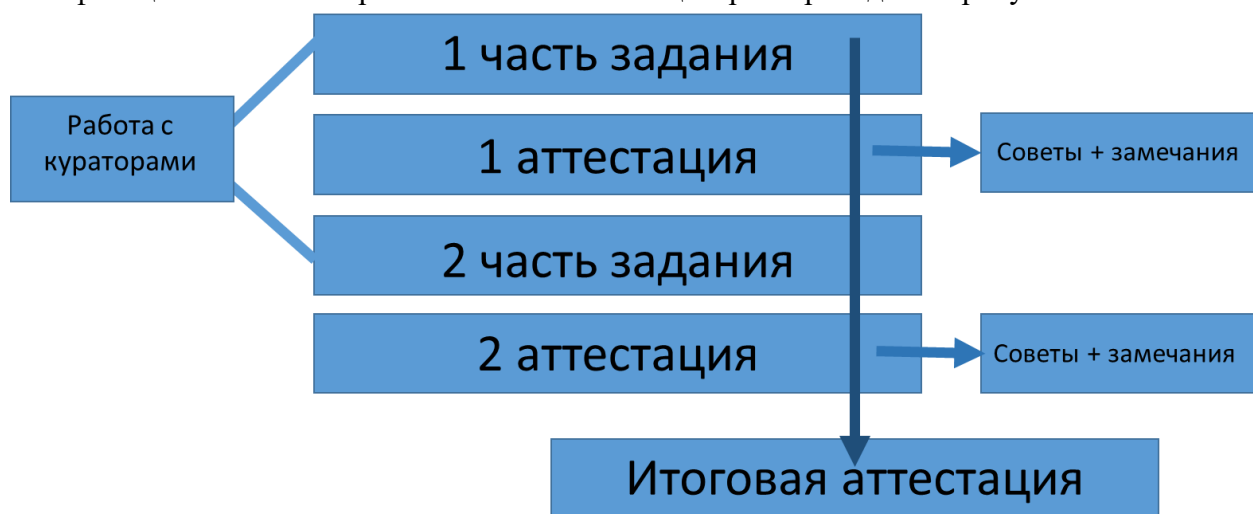 1 часть задания
Работа с
кураторами
1 аттестация
Советы + замечания
2 часть задания
2 аттестация
Советы + замечания
Итоговая аттестация